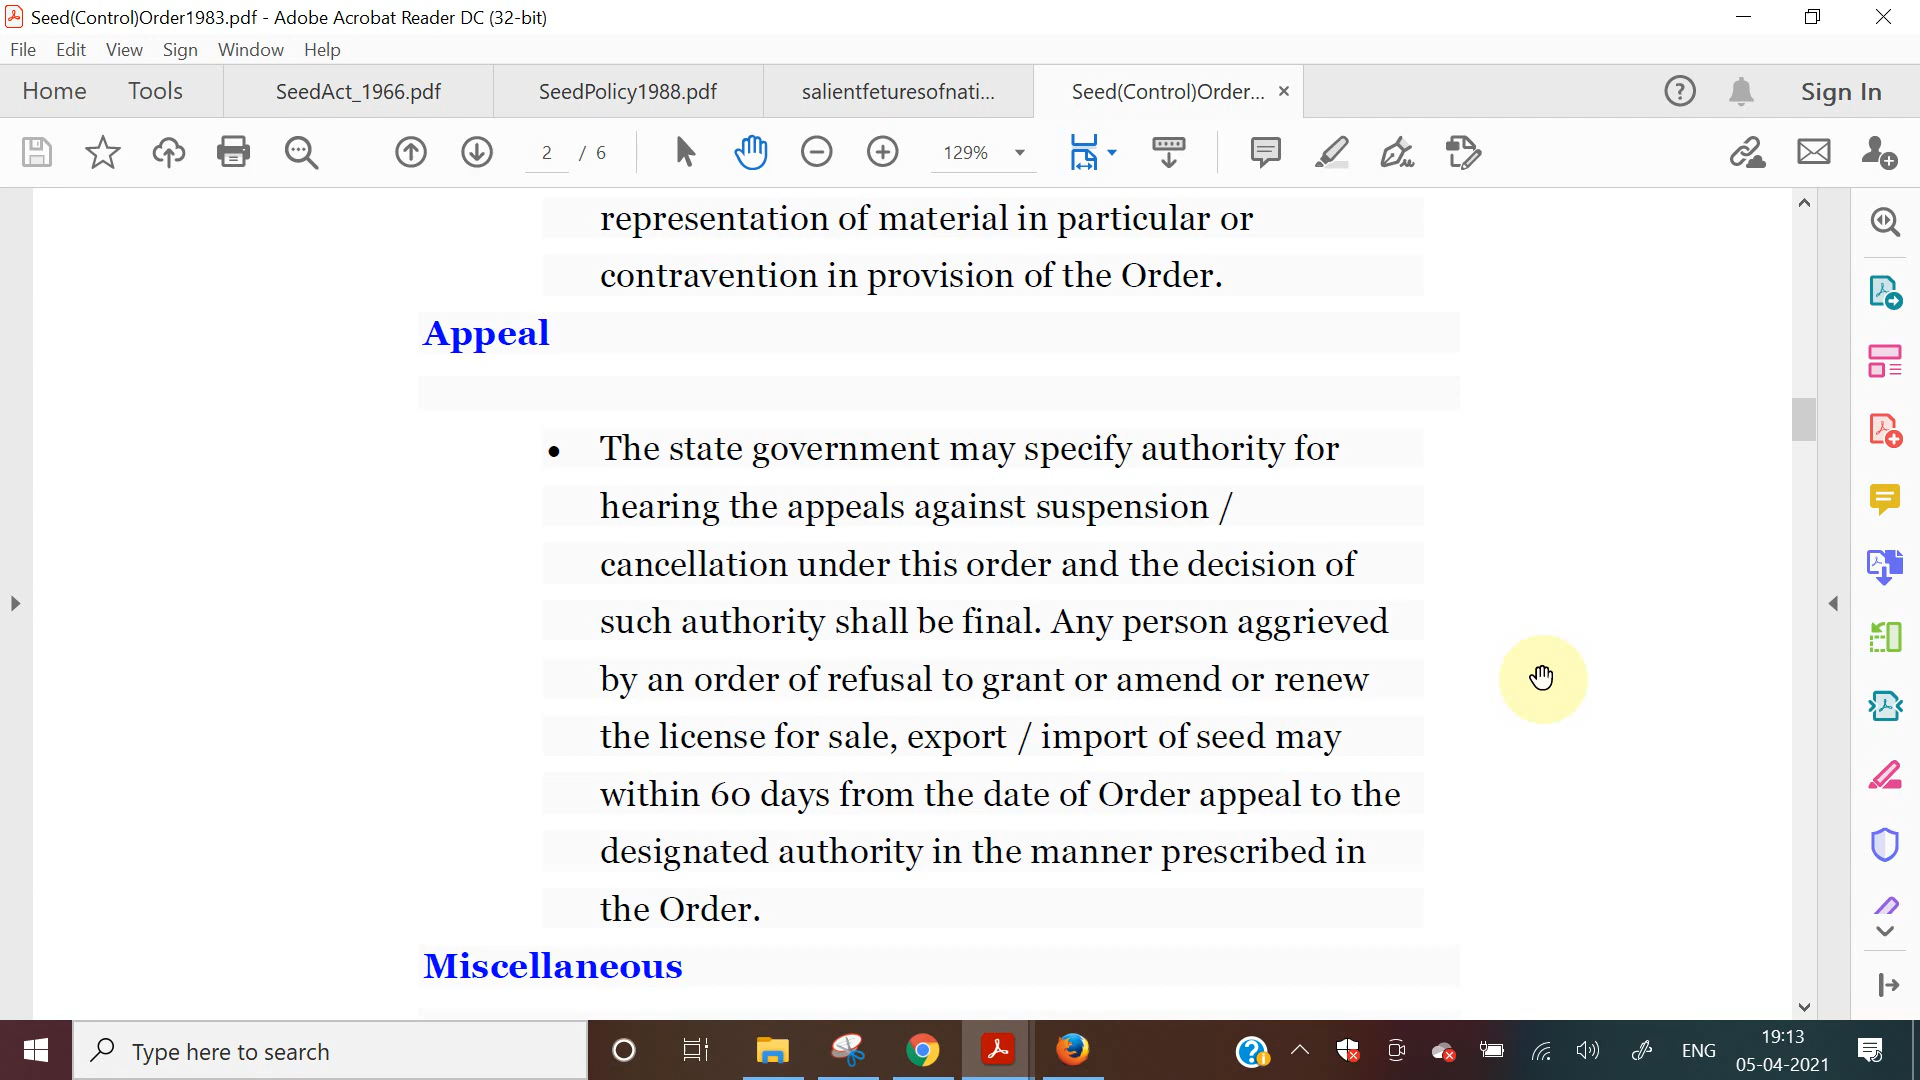 Seed(Control)Order1983.pdf - Adobe Acrobat Reader DC (32-bit)
File Edit View Sign Window Help
Home Tools SeedAct_1966.pdf SeedPolicy1988.pdf salientfeturesofnati... Seed(Control)Order... Sign In
2 / 6 129%
representation of material in particular or
contravention in provision of the Order.
Appeal
• The state government may specify authority for
hearing the appeals against suspension /
cancellation under this order and the decision of
such authority shall be final. Any person aggrieved
by an order of refusal to grant or amend or renew
the license for sale, export / import of seed may
within 60 days from the date of Order appeal to the
designated authority in the manner prescribed in
the Order.
Miscellaneous
Type here to search
ENG
19:13
05-04-2021